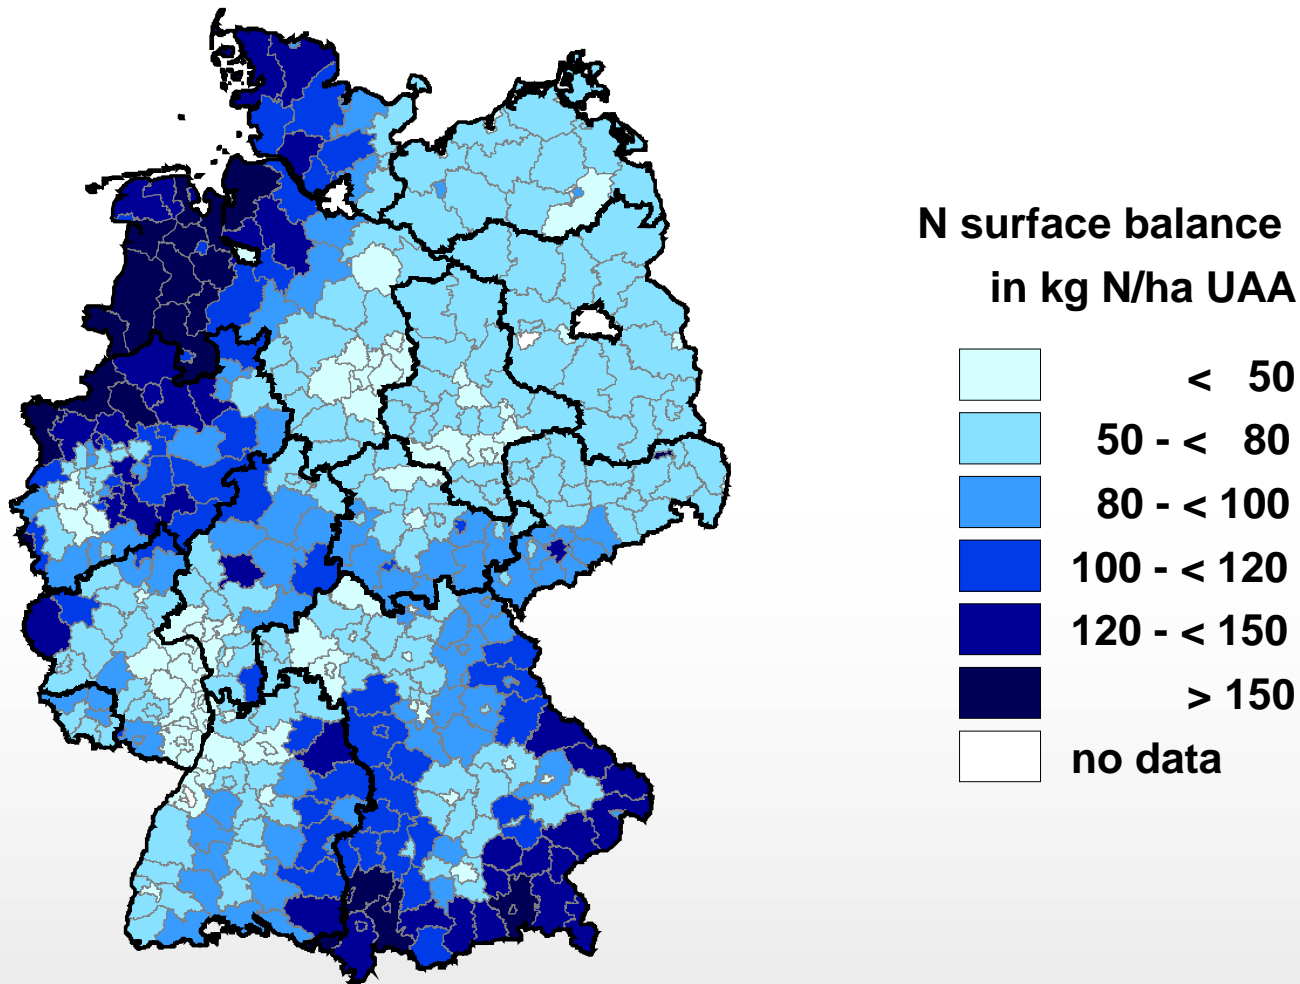 N surface balance
in kg N/ha UAA
< 50
50 - < 80
80 - < 100
100 - < 120
120 - < 150
> 150
no data